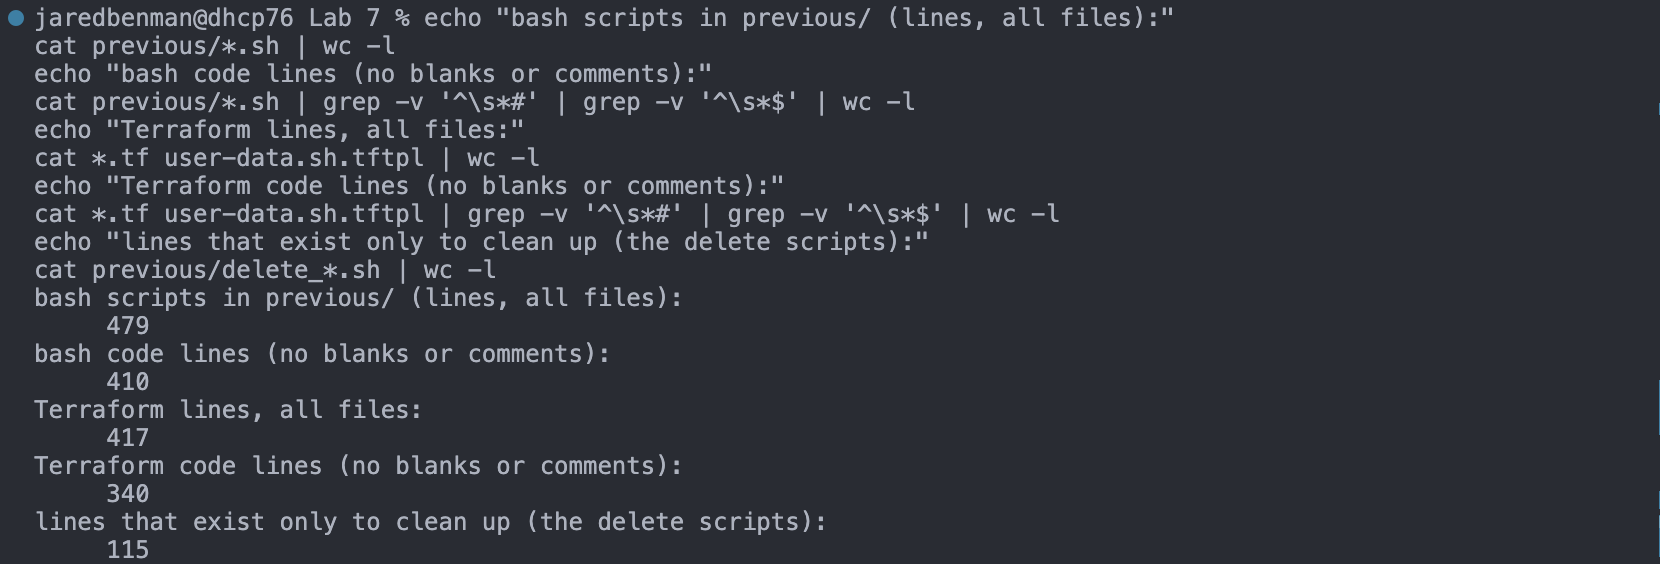 jaredbenman@dhcp76 Lab 7 % echo "bash scripts in previous/ (lines, all files):"
cat previous/*.sh | wc -l
echo "bash code lines (no blanks or comments):"
cat previous/*.sh | grep -v '^\s*#' | grep -v '^\s*$' | wc -l
echo "Terraform lines, all files:"
cat *.tf user-data.sh.tftpl | wc -l
echo "Terraform code lines (no blanks or comments):"
cat *.tf user-data.sh.tftpl | grep -v '^\s*#' | grep -v '^\s*$' | wc -l
echo "lines that exist only to clean up (the delete scripts):"
cat previous/delete_*.sh | wc -l
bash scripts in previous/ (lines, all files):
479
bash code lines (no blanks or comments):
410
Terraform lines, all files:
417
Terraform code lines (no blanks or comments):
340
lines that exist only to clean up (the delete scripts):
115